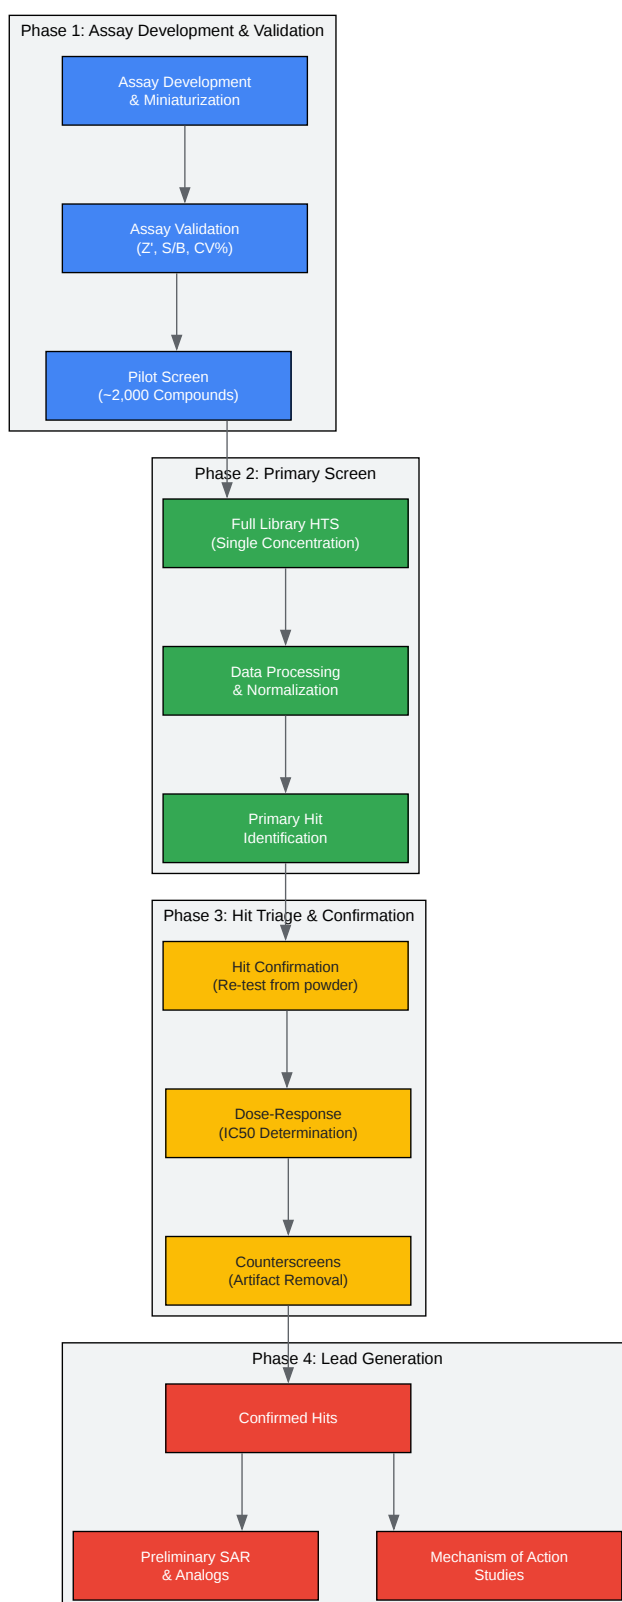 Phase 1: Assay Development & Validation
Assay Development
& Miniaturization
Assay Validation
(Z', S/B, CV%)
Pilot Screen
(~2,000 Compounds)
Phase 2: Primary Screen
Full Library HTS
(Single Concentration)
Data Processing
& Normalization
Primary Hit
Identification
Phase 3: Hit Triage & Confirmation
Hit Confirmation
(Re-test from powder)
Dose-Response
(IC50 Determination)
Counterscreens
(Artifact Removal)
Phase 4: Lead Generation
Confirmed Hits
Preliminary SAR
& Analogs
Mechanism of Action
Studies